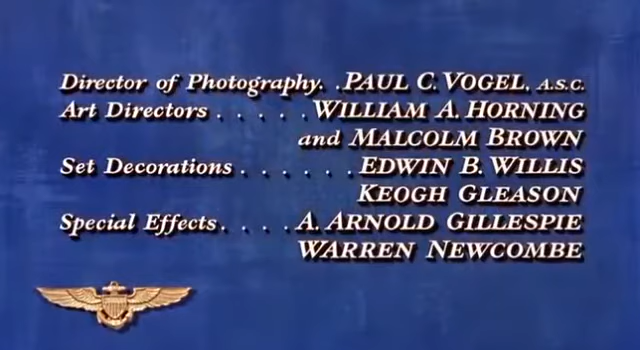 Director of Photography. . PAUL C. VOGEL, A.S.C.
Art Directors . . . . . WILLIAM A. HORNING
and MALCOLM BROWN
Set Decorations . . . . . . EDWIN B. WILLIS
KEOGH GLEASON
Special Effects . . . . A. ARNOLD GILLESPIE
WARREN NEWCOMBE